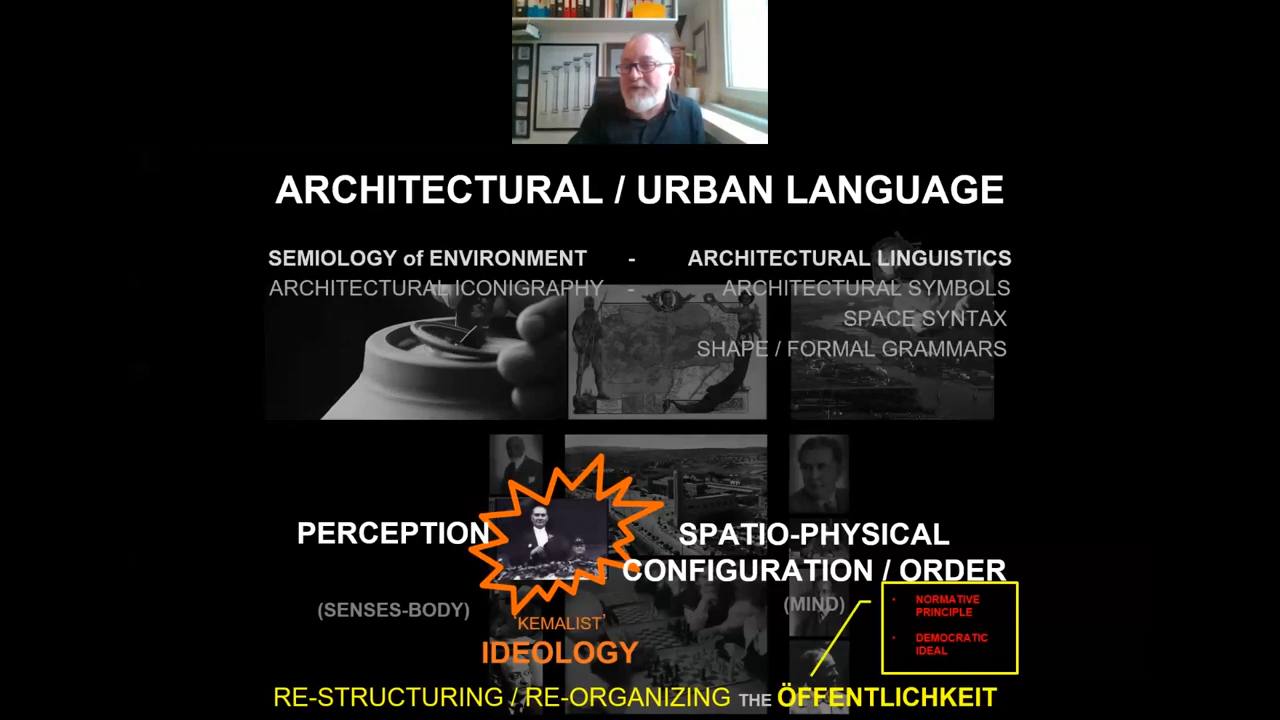 ARCHITECTURAL / URBAN LANGUAGE
SEMIOLOGY of ENVIRONMENT - ARCHITECTURAL LINGUISTICS
ARCHITECTURAL ICONIGRAPHY - ARCHITECTURAL SYMBOLS
SPACE SYNTAX
SHAPE / FORMAL GRAMMARS
PERCEPTION
SPATIO-PHYSICAL
CONFIGURATION / ORDER
(SENSES-BODY)
(MIND)
• NORMATIVE
PRINCIPLE
• DEMOCRATIC
IDEAL
'KEMALIST'
IDEOLOGY
RE-STRUCTURING / RE-ORGANIZING THE ÖFFENTLICHKEIT